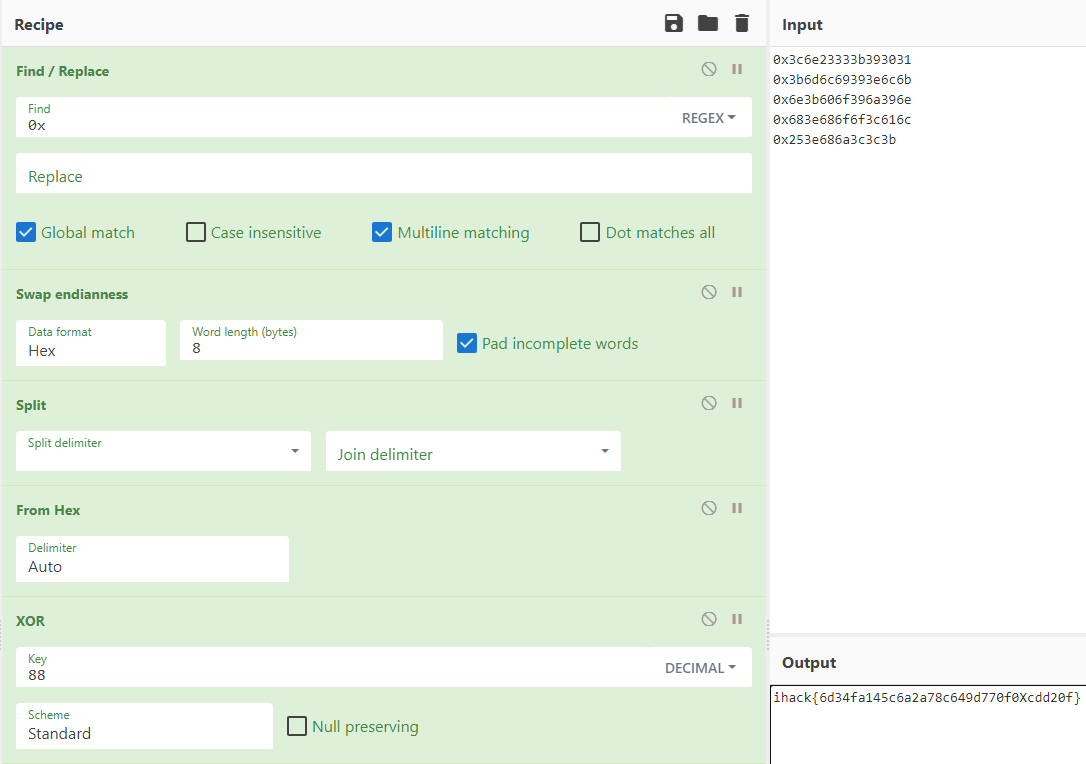 Recipe
Find / Replace
Find
0x
REGEX
Replace
Global match
Case insensitive
Multiline matching
Dot matches all
Swap endianness
Data format
Hex
Word length (bytes)
8
Pad incomplete words
Split
Split delimiter
Join delimiter
From Hex
Delimiter
Auto
XOR
Key
88
DECIMAL
Scheme
Standard
Null preserving
Input
0x3c6e23333b393031
0x3b6d6c69393e6c6b
0x6e3b606f396a396e
0x683e686f6f3c616c
0x253e686a3c3c3b
Output
ihack{6d34fa145c6a2a78c649d770f0Xcdd20f}